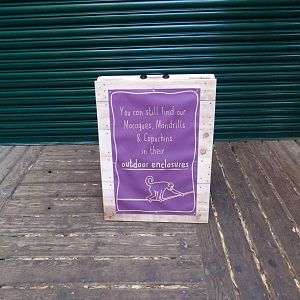 You can still find our
Macaques, Mandrills
& Capuchins
in their
outdoor enclosures